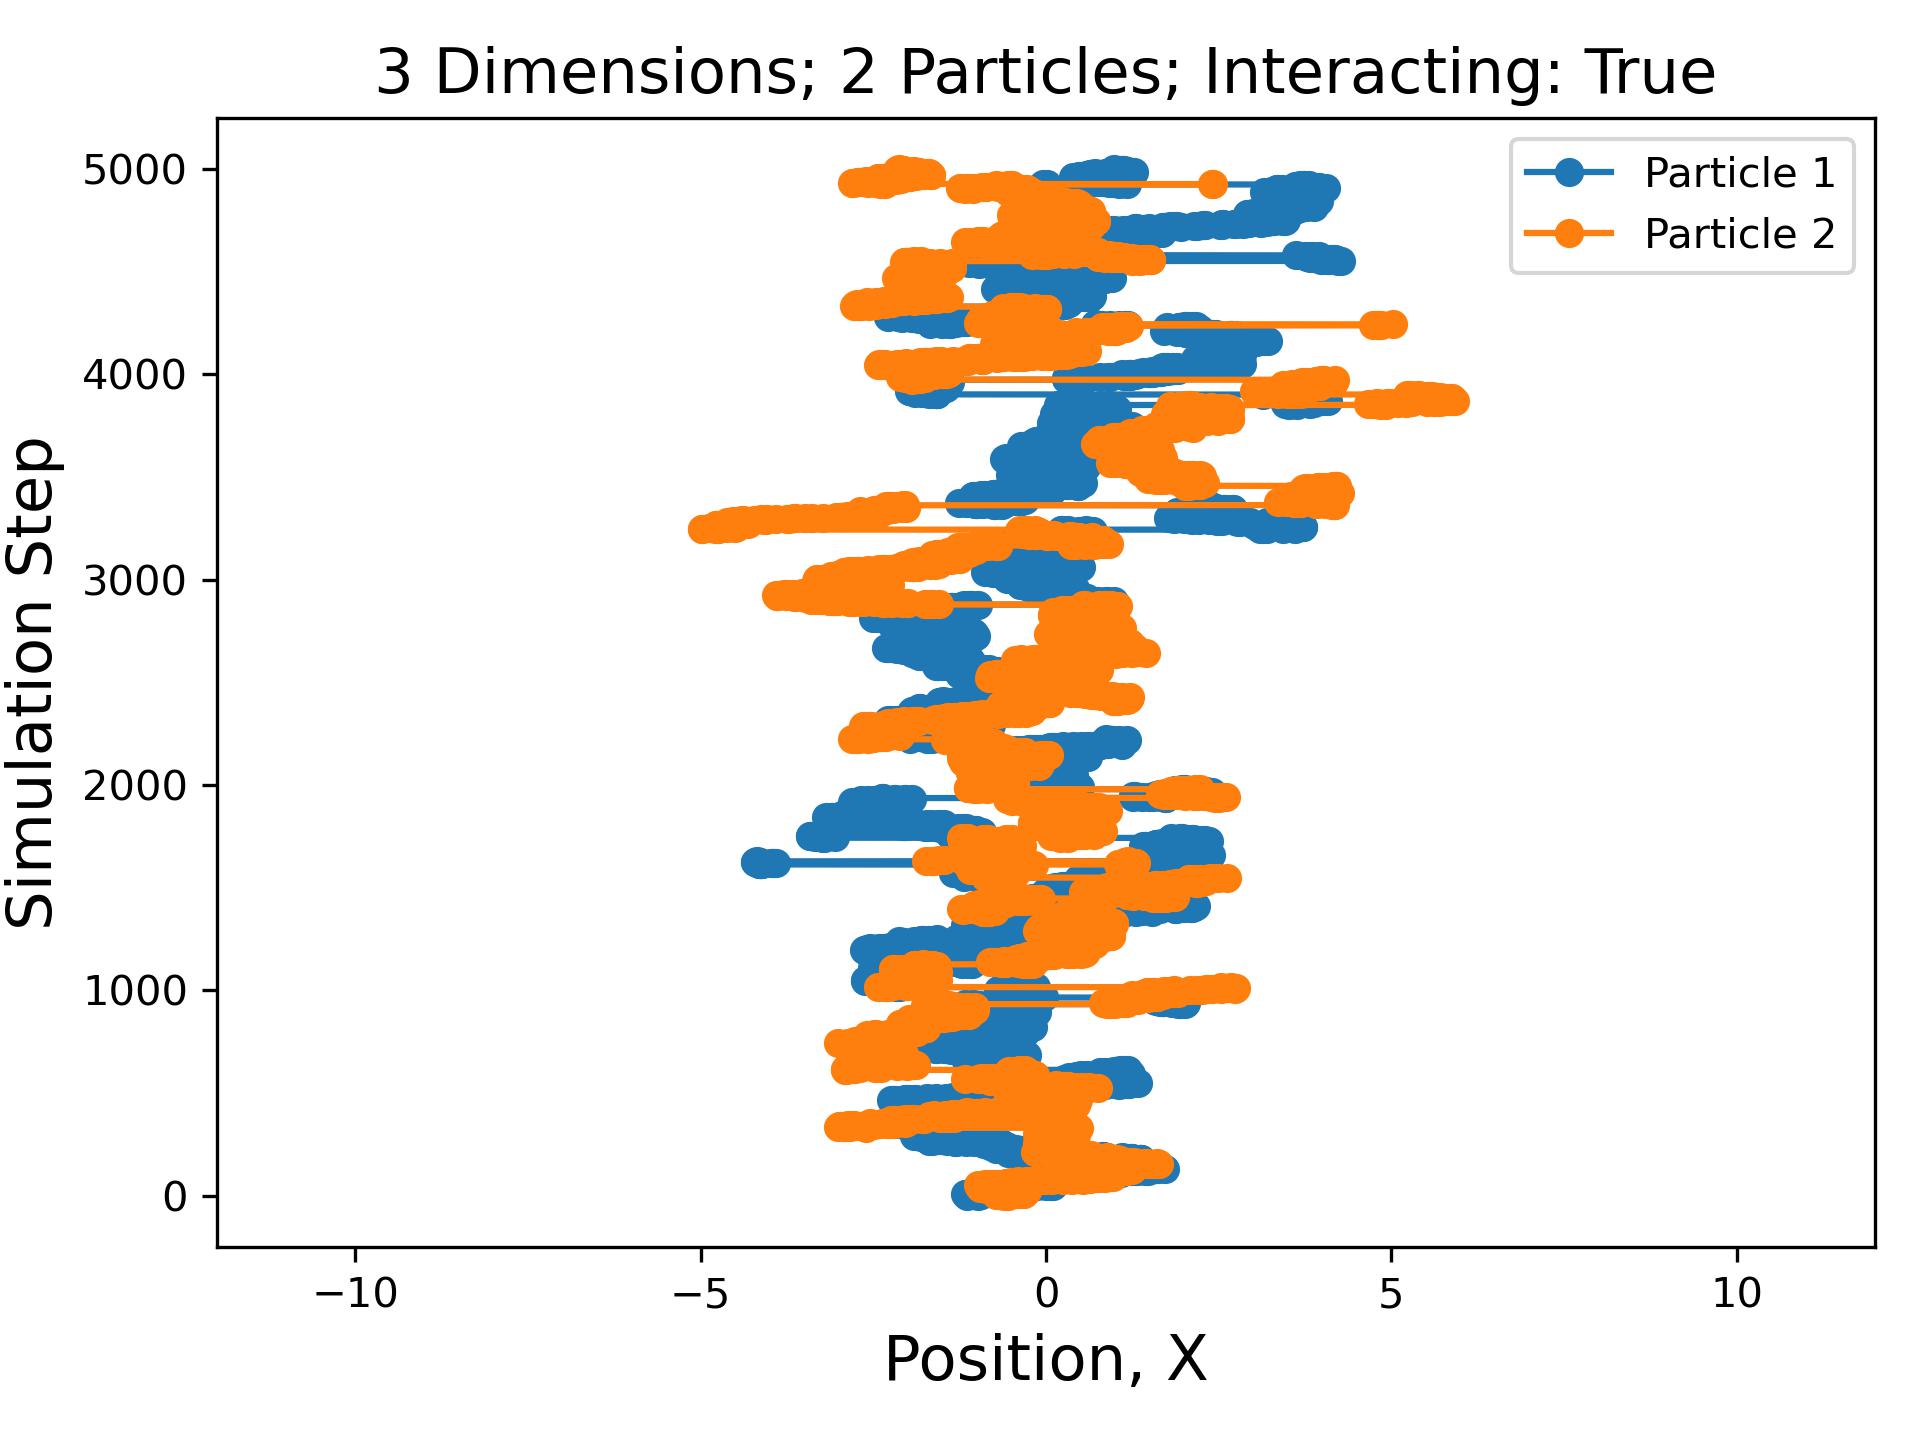 3 Dimensions; 2 Particles; Interacting: True
Particle 1
Particle 2
Simulation Step
5000
4000
3000
2000
1000
0
−10 −5 0 5 10
Position, X